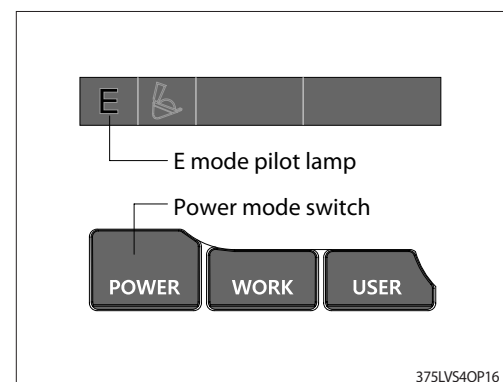 E
E mode pilot lamp
Power mode switch
POWER WORK USER
375LVS4OP16